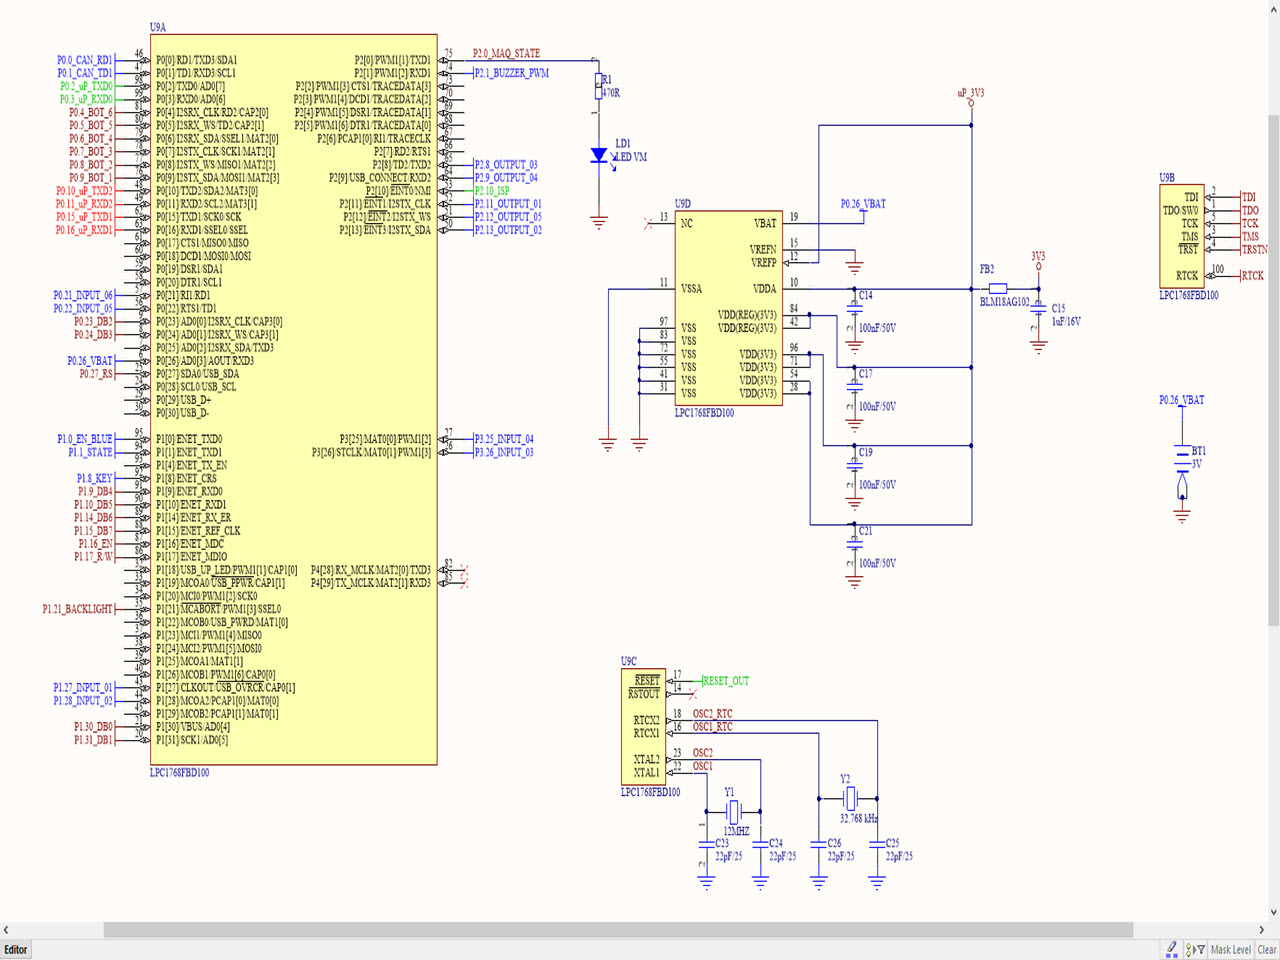 U9A
P0.0_CAN_RD1 46 P0[0]/RD1/TXD3/SDA1
P0.1_CAN_TD1 47 P0[1]/TD1/RXD3/SCL1
P0.2_uP_TXD0 98 P0[2]/TXD0/AD0[7]
P0.3_uP_RXD0 99 P0[3]/RXD0/AD0[6]
P0.4_BOT_6 81 P0[4]/I2SRX_CLK/RD2/CAP2[0]
P0.5_BOT_5 80 P0[5]/I2SRX_WS/TD2/CAP2[1]
P0.6_BOT_4 79 P0[6]/I2SRX_SDA/SSEL1/MAT2[0]
P0.7_BOT_3 78 P0[7]/I2STX_CLK/SCK1/MAT2[1]
P0.8_BOT_2 77 P0[8]/I2STX_WS/MISO1/MAT2[2]
P0.9_BOT_1 76 P0[9]/I2STX_SDA/MOSI1/MAT2[3]
P0.10_uP_TXD2 48 P0[10]/TXD2/SDA2/MAT3[0]
P0.11_uP_RXD2 49 P0[11]/RXD2/SCL2/MAT3[1]
P0.15_uP_TXD1 62 P0[15]/TXD1/SCK0/SCK
P0.16_uP_RXD1 63 P0[16]/RXD1/SSEL0/SSEL
61 P0[17]/CTS1/MISO0/MISO
60 P0[18]/DCD1/MOSI0/MOSI
59 P0[19]/DSR1/SDA1
58 P0[20]/DTR1/SCL1
P0.21_INPUT_06 57 P0[21]/RI1/RD1
P0.22_INPUT_05 56 P0[22]/RTS1/TD1
P0.23_DB2 P0[23]/AD0[0]/I2SRX_CLK/CAP3[0]
P0.24_DB3 P0[24]/AD0[1]/I2SRX_WS/CAP3[1]
P0[25]/AD0[2]/I2SRX_SDA/TXD3
P0.26_VBAT 6 P0[26]/AD0[3]/AOUT/RXD3
P0.27_RS 25 P0[27]/SDA0/USB_SDA
24 P0[28]/SCL0/USB_SCL
29 P0[29]/USB_D+
30 P0[30]/USB_D-
P1.0_EN_BLUE 95 P1[0]/ENET_TXD0
P1.1_STATE 94 P1[1]/ENET_TXD1
93 P1[4]/ENET_TX_EN
P1.8_KEY 92 P1[8]/ENET_CRS
P1.9_DB4 91 P1[9]/ENET_RXD0
P1.10_DB5 90 P1[10]/ENET_RXD1
P1.14_DB6 89 P1[14]/ENET_RX_ER
P1.15_DB7 88 P1[15]/ENET_REF_CLK
P1.16_EN 87 P1[16]/ENET_MDC
P1.17_R/W 86 P1[17]/ENET_MDIO
32 P1[18]/USB_UP_LED/PWM1[1]/CAP1[0]
33 P1[19]/MCOA0/USB_PPWR/CAP1[1]
34 P1[20]/MCI0/PWM1[2]/SCK0
P1.21_BACKLIGHT 35 P1[21]/MCABORT/PWM1[3]/SSEL0
36 P1[22]/MCOB0/USB_PWRD/MAT1[0]
37 P1[23]/MCI1/PWM1[4]/MISO0
38 P1[24]/MCI2/PWM1[5]/MOSI0
39 P1[25]/MCOA1/MAT1[1]
40 P1[26]/MCOB1/PWM1[6]/CAP0[0]
P1.27_INPUT_01 43 P1[27]/CLKOUT/USB_OVRCR/CAP0[1]
P1.28_INPUT_02 44 P1[28]/MCOA2/PCAP1[0]/MAT0[0]
45 P1[29]/MCOB2/PCAP1[1]/MAT0[1]
P1.30_DB0 21 P1[30]/VBUS/AD0[4]
P1.31_DB1 20 P1[31]/SCK1/AD0[5]
LPC1768FBD100
P2[0]/PWM1[1]/TXD1 75 P2.0_MAQ_STATE
P2[1]/PWM1[2]/RXD1 74 P2.1_BUZZER_PWM
P2[2]/PWM1[3]/CTS1/TRACEDATA[3] 73
P2[3]/PWM1[4]/DCD1/TRACEDATA[2] 70
P2[4]/PWM1[5]/DSR1/TRACEDATA[1] 69
P2[5]/PWM1[6]/DTR1/TRACEDATA[0] 68
P2[6]/PCAP1[0]/RI1/TRACECLK 67
P2[7]/RD2/RTS1 66
P2[8]/TD2/TXD2 65 P2.8_OUTPUT_03
P2[9]/USB_CONNECT/RXD2 64 P2.9_OUTPUT_04
P2[10]/EINT0/NMI 53 P2.10_ISP
P2[11]/EINT1/I2STX_CLK 52 P2.11_OUTPUT_01
P2[12]/EINT2/I2STX_WS 51 P2.12_OUTPUT_05
P2[13]/EINT3/I2STX_SDA 50 P2.13_OUTPUT_02
P3[25]/MAT0[0]/PWM1[2] 27 P3.25_INPUT_04
P3[26]/STCLK/MAT0[1]/PWM1[3] 26 P3.26_INPUT_03
P4[28]/RX_MCLK/MAT2[0]/TXD3 82
P4[29]/TX_MCLK/MAT2[1]/RXD3 85
2
R1
470R
1
LD1
LED VM
U9D
13 NC
11 VSSA
97 VSS
83 VSS
72 VSS
55 VSS
41 VSS
31 VSS
VBAT 19 P0.26_VBAT
VREFN 15
VREFP 12
VDDA 10
VDD(REG)(3V3) 84
VDD(REG)(3V3) 42
VDD(3V3) 96
VDD(3V3) 71
VDD(3V3) 54
VDD(3V3) 28
LPC1768FBD100
uP_3V3
C14
100nF/50V
2
C17
100nF/50V
2
C19
100nF/50V
2
C21
100nF/50V
2
FB2
BLM18AG102
3V3
C15
1uF/16V
2
U9B
TDI 2 TDI
TDO/SW0 1 TDO
TCK 5 TCK
TMS 3 TMS
TRST 4 TRSTN
RTCK 100 RTCK
LPC1768FBD100
P0.26_VBAT
BT1
3V
U9C
RESET 17 RESET_OUT
RSTOUT 14
RTCX2 18 OSC2_RTC
RTCX1 16 OSC1_RTC
XTAL2 23 OSC2
XTAL1 22 OSC1
LPC1768FBD100
Y1
12MHZ
Y2
32.768 kHz
1
C23
22pF/25
2
C24
22pF/25
C26
22pF/25
C25
22pF/25
Editor
Mask Level
Clear